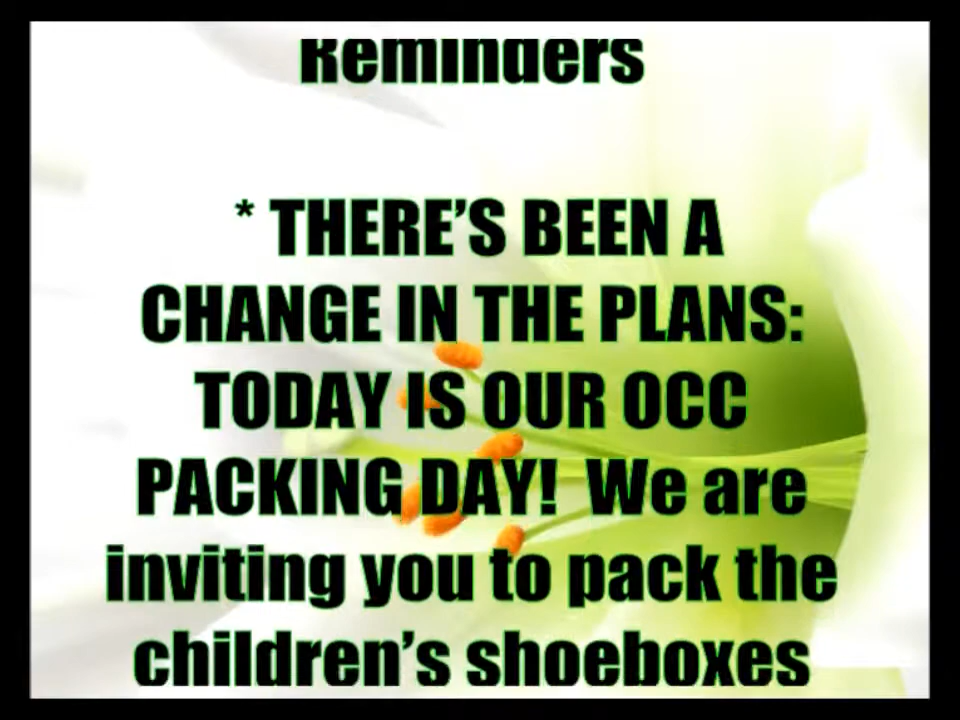 Reminders
* THERE’S BEEN A
CHANGE IN THE PLANS:
TODAY IS OUR OCC
PACKING DAY!  We are
inviting you to pack the
children’s shoeboxes